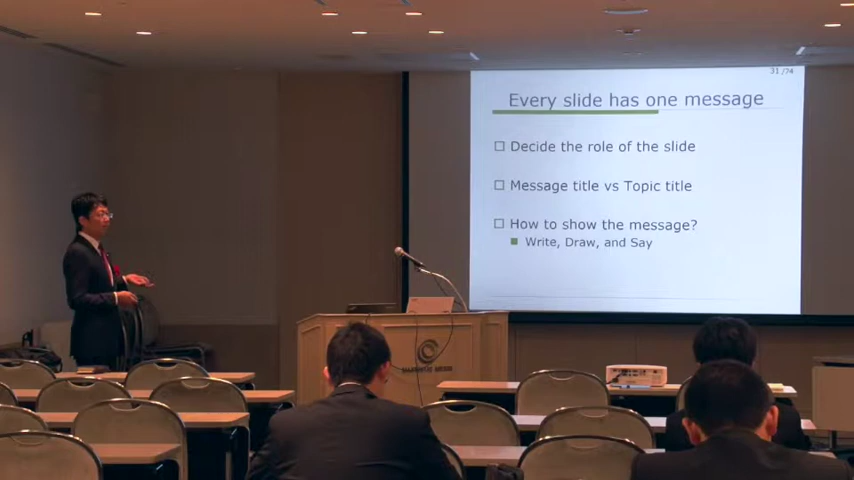 31/74
Every slide has one message
Decide the role of the slide
Message title vs Topic title
How to show the message?
Write, Draw, and Say